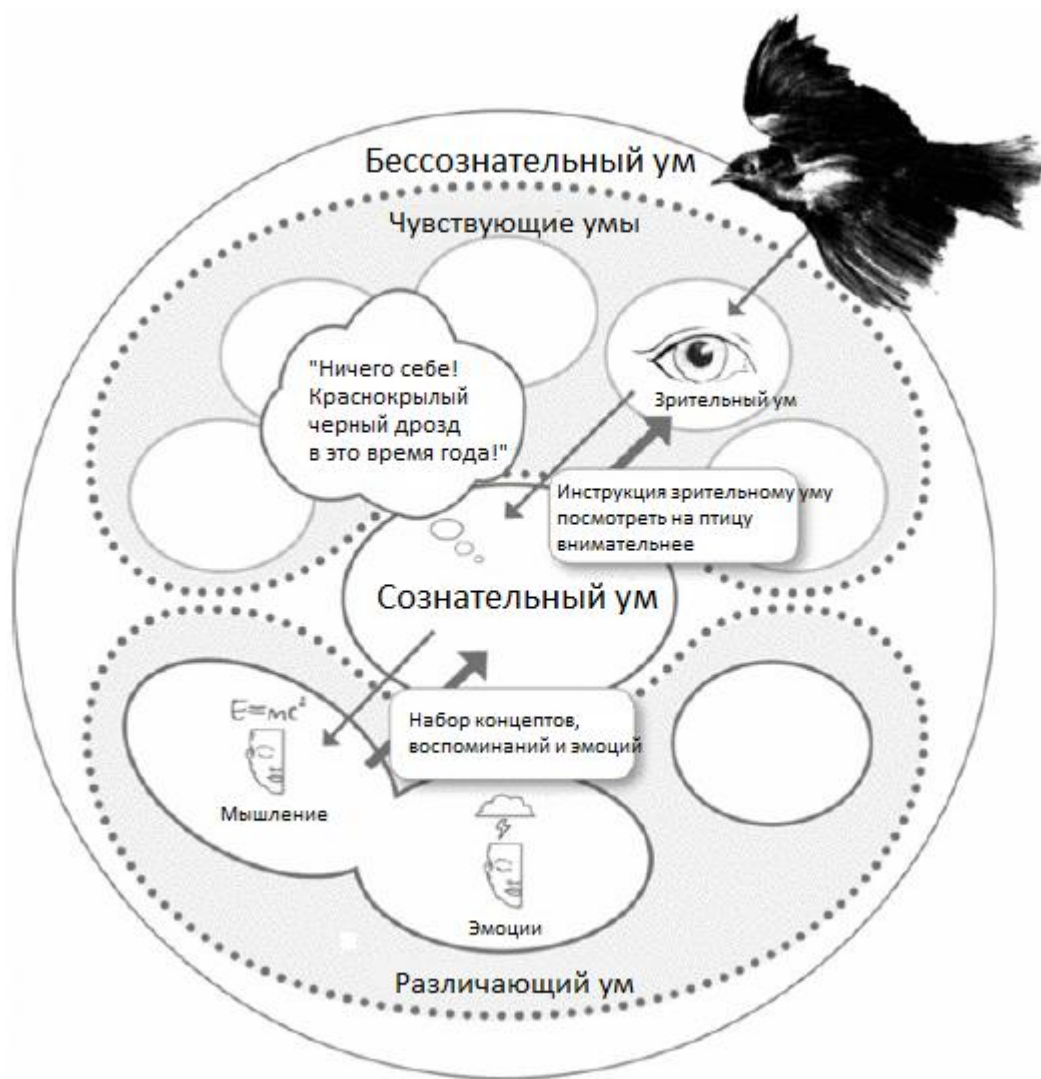 Бессознательный ум
Чувствующие умы
"Ничего себе!
Краснокрылый
черный дрозд
в это время года!"
Зрительный ум
Инструкция зрительному уму
посмотреть на птицу
внимательнее
Сознательный ум
E=mc²
Набор концептов,
воспоминаний и эмоций
Мышление
Эмоции
Различающий ум